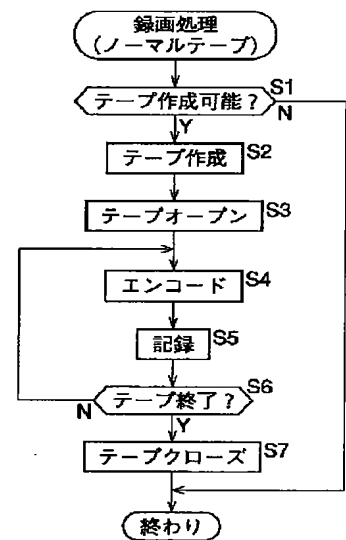 録画処理
(ノーマルテープ)
S1
テープ作成可能?
N
Y
S2
テープ作成
S3
テープオープン
S4
エンコード
S5
記録
S6
テープ終了?
N
Y
S7
テープクローズ
終わり